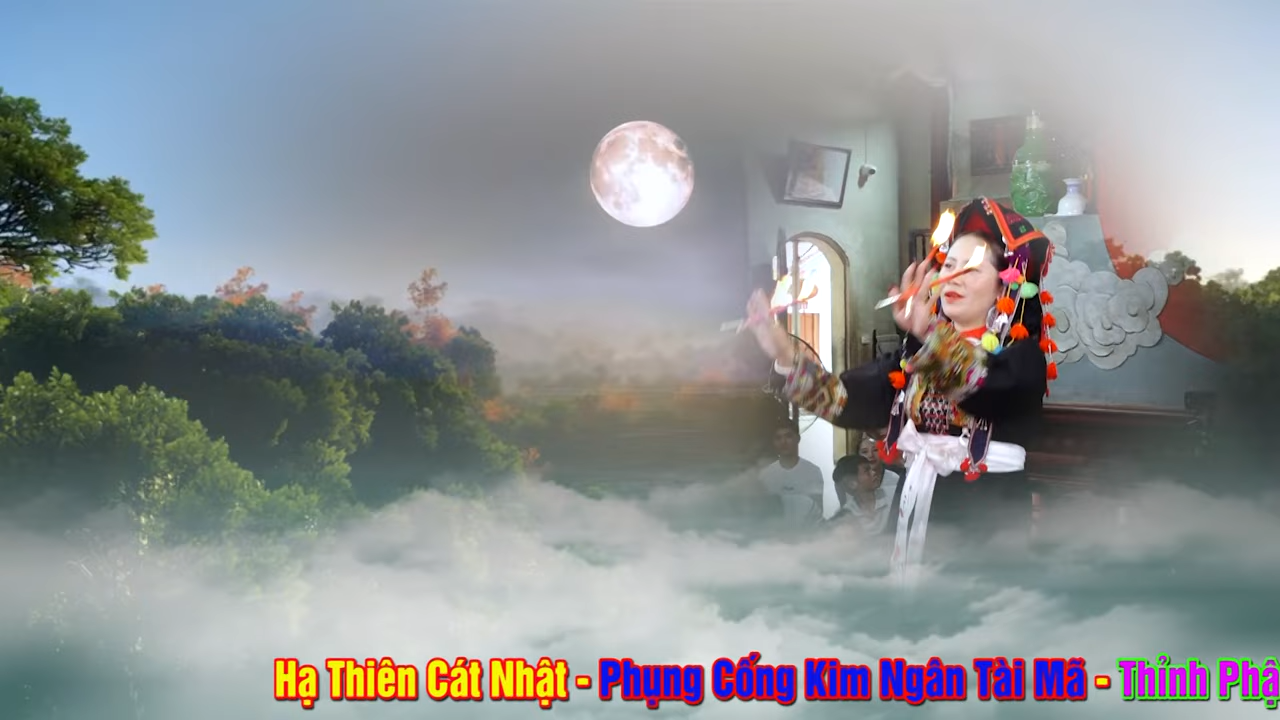 Hạ Thiên Cát Nhật - Phụng Cống Kim Ngân Tài Mã - Thỉnh